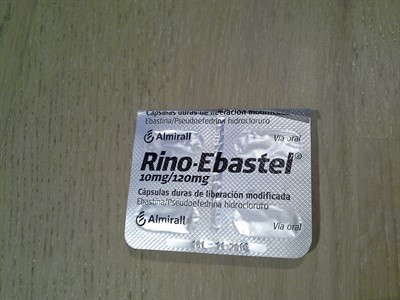 Cápsulas duras de liberación modificada
Ebastina/Pseudoefedrina hidrocloruro
Almirall
Vía oral
Rino-Ebastel®
10mg/120mg
Cápsulas duras de liberación modificada
Ebastina/Pseudoefedrina hidrocloruro
Almirall
Vía oral